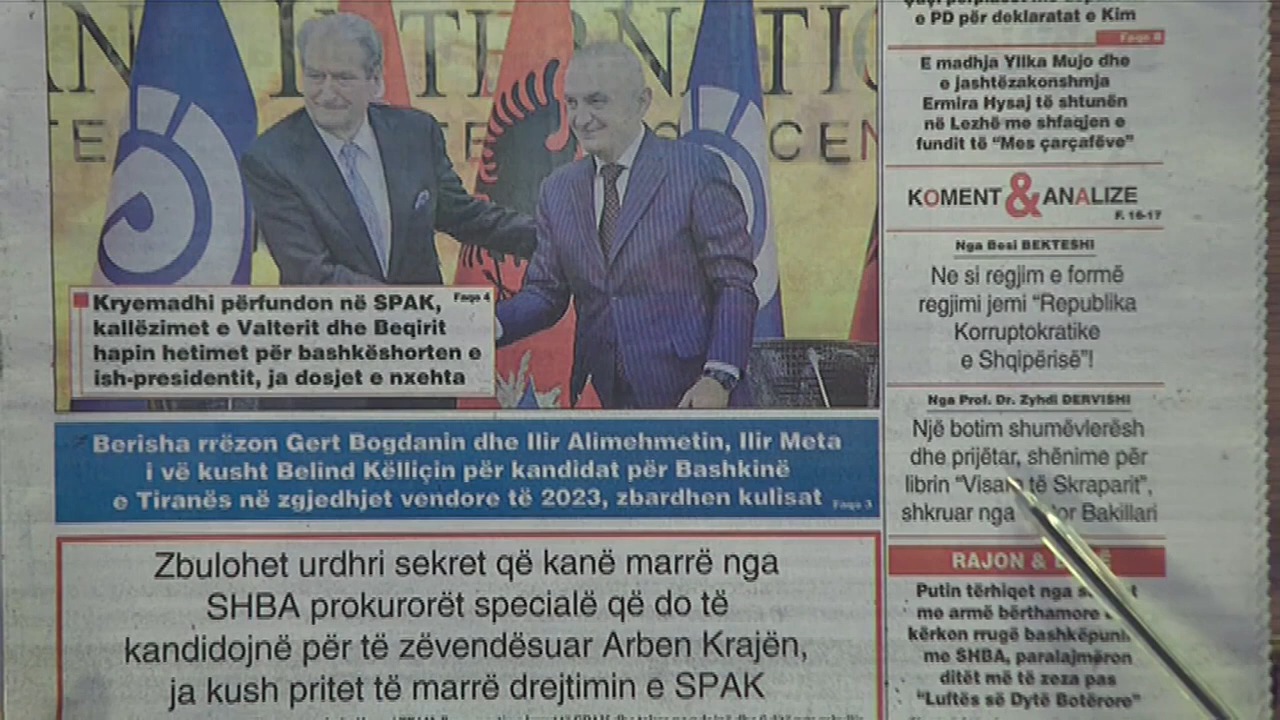 INTERNATIO
CEN
Kryemadhi përfundon në SPAK, Faqe 4
kallëzimet e Valterit dhe Beqirit
hapin hetimet për bashkëshorten e
ish-presidentit, ja dosjet e nxehta
Berisha rrëzon Gert Bogdanin dhe Ilir Alimehmetin, Ilir Meta
i vë kusht Belind Këlliçin për kandidat për Bashkinë
e Tiranës në zgjedhjet vendore të 2023, zbardhen kulisat Faqe 3
Zbulohet urdhri sekret që kanë marrë nga
SHBA prokurorët specialë që do të
kandidojnë për të zëvendësuar Arben Krajën,
ja kush pritet të marrë drejtimin e SPAK
e PD për deklaratat e Kim
Faqe 8
E madhja Yllka Mujo dhe
e jashtëzakonshmja
Ermira Hysaj të shtunën
në Lezhë me shfaqjen e
fundit të "Mes çarçafëve"
KOMENT & ANALIZE
F. 16-17
Nga Besi BEKTESHI
Ne si regjim e formë
regjimi jemi "Republika
Korruptokratike
e Shqipërisë"!
Nga Prof. Dr. Zyhdi DERVISHI
Një botim shumëvlerësh
dhe prijëtar, shënime për
librin "Visare të Skraparit",
shkruar nga Bakillari
RAJON &
Putin tërhiqet nga
me armë bërthamore
kërkon rrugë bashkëpuni
me SHBA, paralajmëron
ditët më të zeza pas
"Luftës së Dytë Botërore"